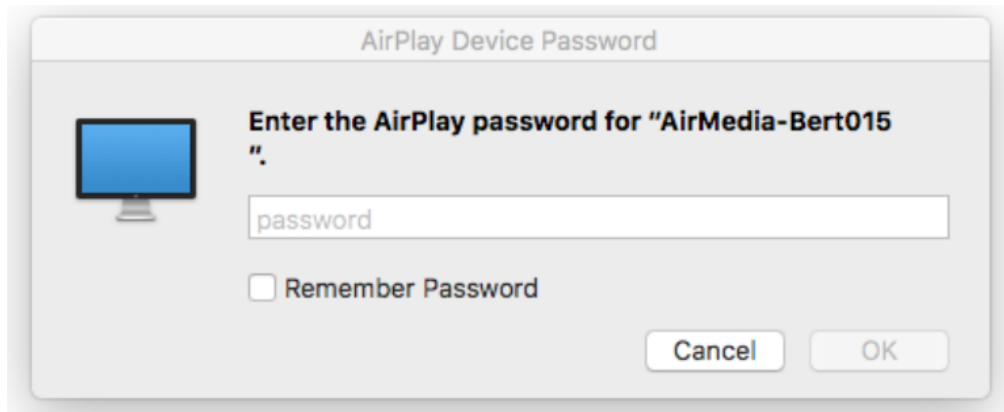 AirPlay Device Password
Enter the AirPlay password for “AirMedia-Bert015
”.
password
Remember Password
Cancel
OK